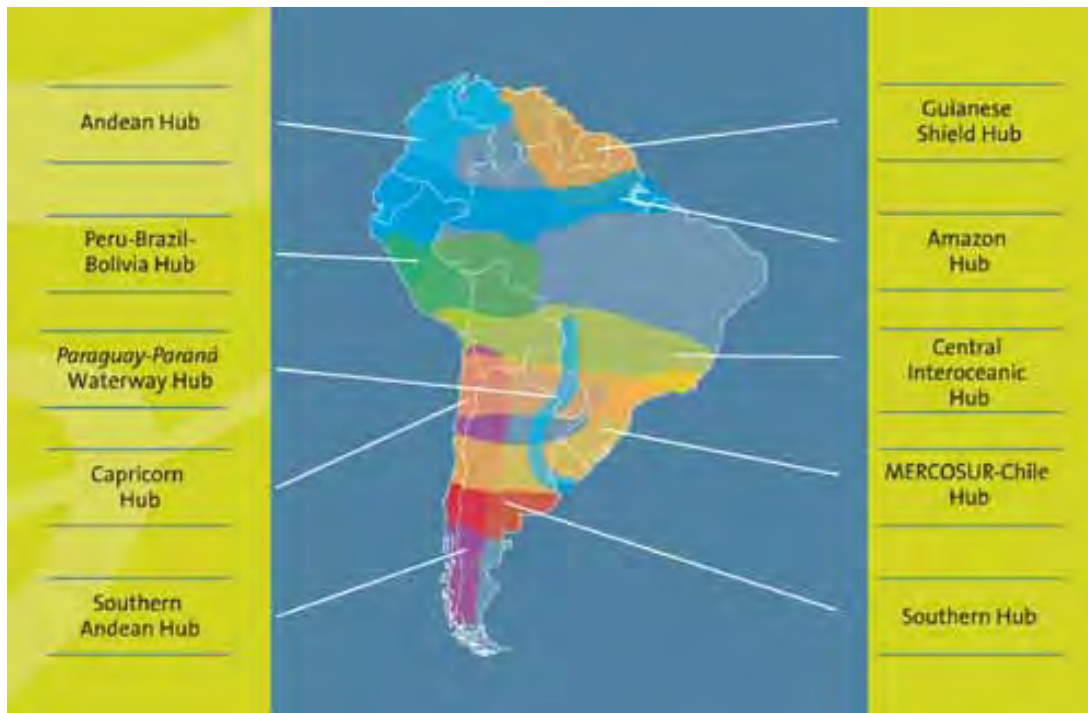 Andean Hub
Peru-Brazil-
Bolivia Hub
Paraguay-Paraná
Waterway Hub
Capricorn
Hub
Southern
Andean Hub
Guianese
Shield Hub
Amazon
Hub
Central
Interoceanic
Hub
MERCOSUR-Chile
Hub
Southern Hub